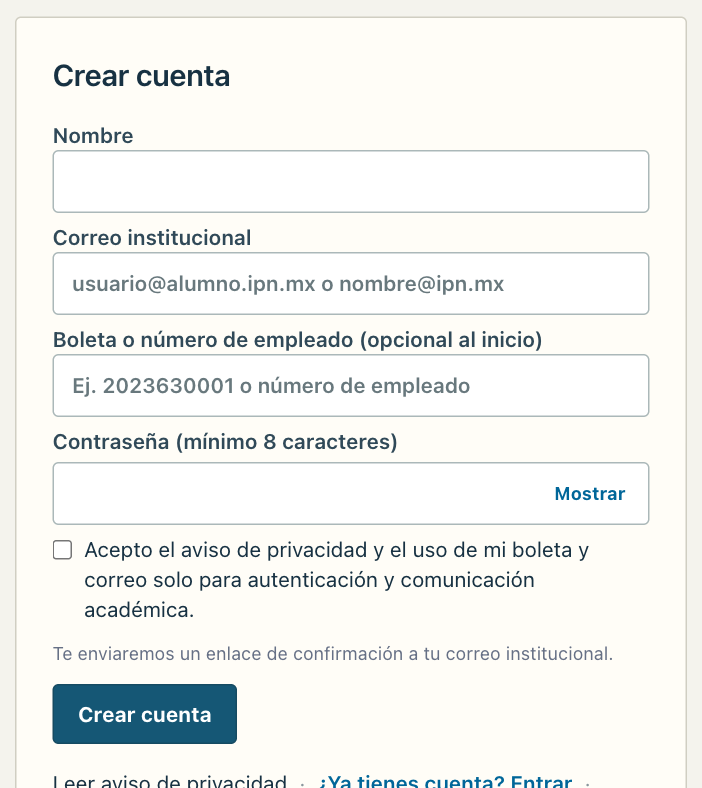 Crear cuenta
Nombre
Correo institucional
usuario@alumno.ipn.mx o nombre@ipn.mx
Boleta o número de empleado (opcional al inicio)
Ej. 2023630001 o número de empleado
Contraseña (mínimo 8 caracteres)
Mostrar
Acepto el aviso de privacidad y el uso de mi boleta y
correo solo para autenticación y comunicación
académica.
Te enviaremos un enlace de confirmación a tu correo institucional.
Crear cuenta
Leer aviso de privacidad · ¿Ya tienes cuenta? Entrar ·